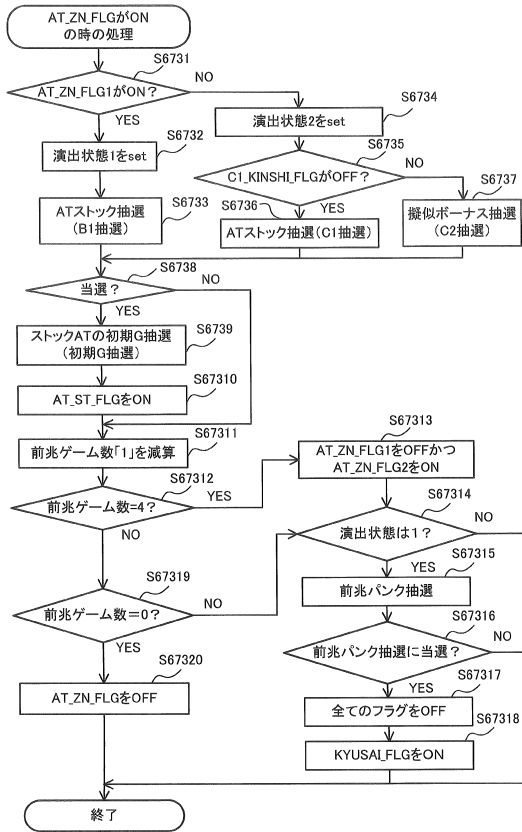 AT_ZN_FLGがON
の時の処理
S6731
AT_ZN_FLG1がON？
NO
YES
S6732
演出状態1をset
S6733
ATストック抽選
(B1抽選)
S6734
演出状態2をset
S6735
C1_KINSHI_FLGがOFF？
NO
YES
S6736
ATストック抽選(C1抽選)
S6737
擬似ボーナス抽選
(C2抽選)
S6738
当選？
NO
YES
S6739
ストックATの初期G抽選
(初期G抽選)
S67310
AT_ST_FLGをON
S67311
前兆ゲーム数「1」を減算
S67312
前兆ゲーム数=4？
YES
NO
S67313
AT_ZN_FLG1をOFFかつ
AT_ZN_FLG2をON
S67314
演出状態は1？
NO
YES
S67315
前兆パンク抽選
S67316
前兆パンク抽選に当選？
NO
YES
S67317
全てのフラグをOFF
S67318
KYUSAI_FLGをON
S67319
前兆ゲーム数＝0？
NO
YES
S67320
AT_ZN_FLGをOFF
終了